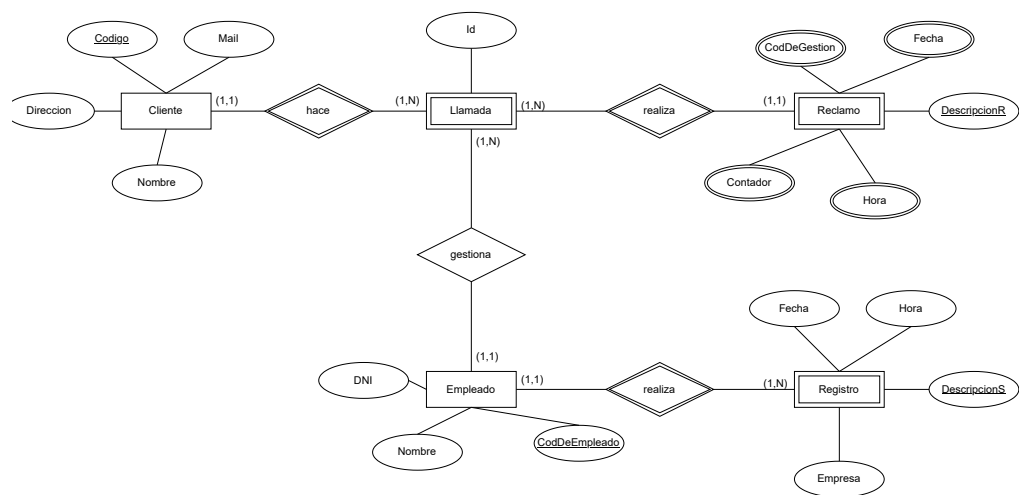 Id
Codigo
Mail
CodDeGestion
Fecha
Direccion
Cliente
(1,1)
hace
(1,N)
Llamada
(1,N)
realiza
(1,1)
Reclamo
DescripcionR
(1,N)
Nombre
Contador
Hora
gestiona
Fecha
Hora
(1,1)
DNI
Empleado
(1,1)
realiza
(1,N)
Registro
DescripcionS
Nombre
CodDeEmpleado
Empresa